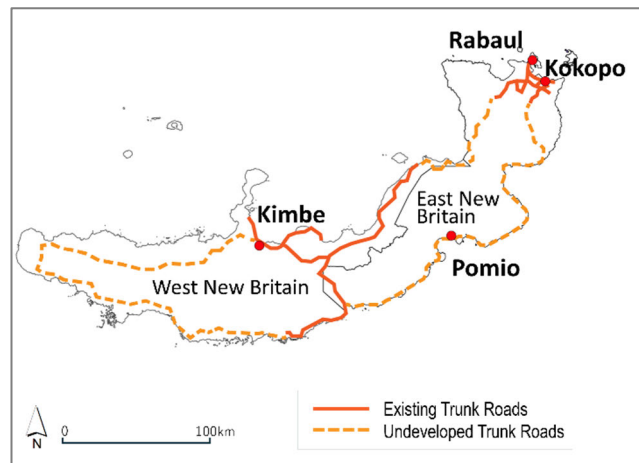 Rabaul
Kokopo
East New
Britain
Kimbe
Pomio
West New Britain
0 100km
N
Existing Trunk Roads
Undeveloped Trunk Roads